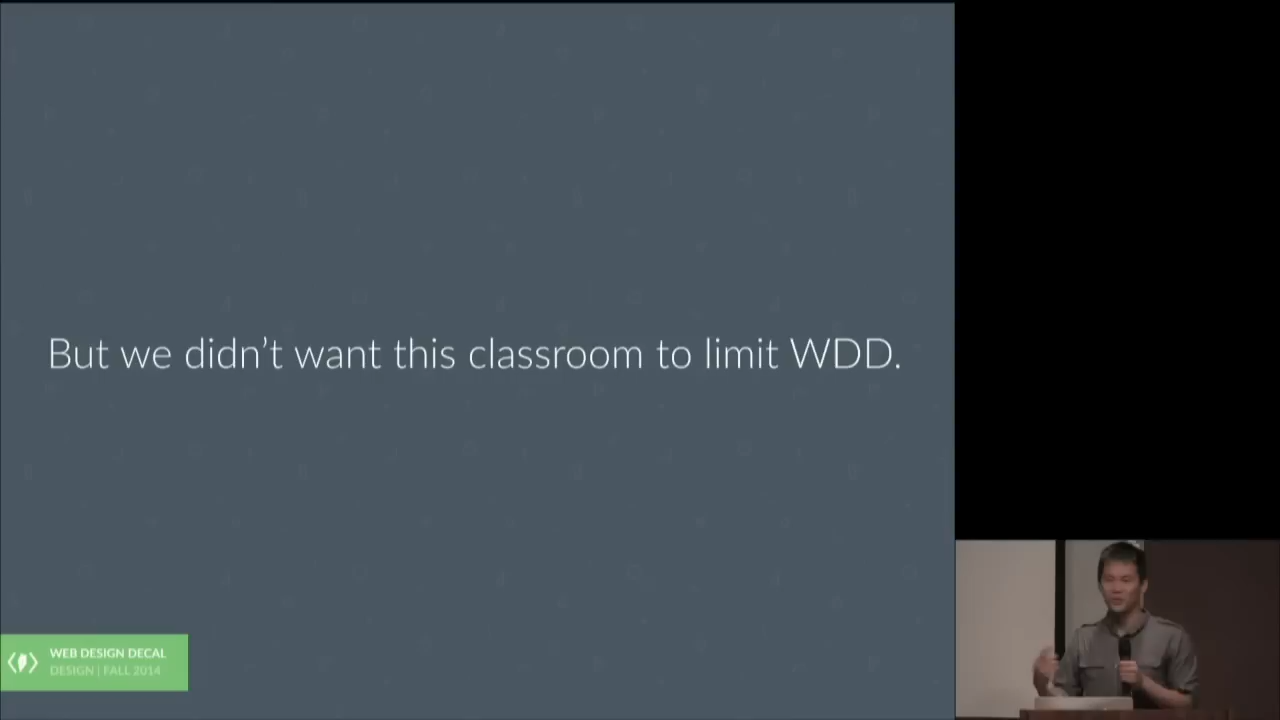 But we didn't want this classroom to limit WDD.
WEB DESIGN DECAL
DESIGN | FALL 2014